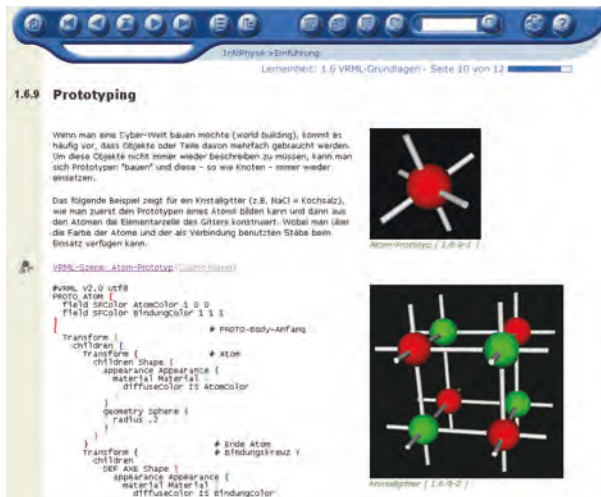 InfoPhysik > Einführung
Lerneinheit: 1.6 VRML-Grundlagen - Seite 10 von 12
1.6.9 Prototyping
Wenn man eine Cyber-Welt bauen möchte (world building), kommt es
häufig vor, dass Objekte oder Teile davon mehrfach gebraucht werden.
Um diese Objekte nicht immer wieder beschreiben zu müssen, kann man
sich Prototypen "bauen" und diese - so wie Knoten - immer wieder
einsetzen.
Das folgende Beispiel zeigt für ein Kristallgitter (z.B. NaCl = Kochsalz),
wie man zuerst den Prototypen eines Atoms bilden kann und dann aus
den Atomen die Elementarzelle des Gitters konstruiert. Wobei man über
die Farbe der Atome und der als Verbindung benutzten Stäbe beim
Einsatz verfügen kann.
Atom-Prototyp [ 1.6.9-1 ]
VRML-Szene: Atom-Prototyp (Cosmo Player)
#VRML V2.0 utf8
PROTO ATOM [
field SFColor AtomColor 1 0 0
field SFColor BindungColor 1 1 1
]
{ # PROTO-Body-Anfang
Transform {
children [
Transform { # Atom
children Shape {
appearance Appearance {
material Material {
diffuseColor IS AtomColor
}
}
geometry Sphere {
radius .2
}
}
} # Ende Atom
Transform { # Bindungskreuz Y
children
DEF AXE Shape {
appearance Appearance {
material Material {
diffuseColor IS BindungColor
Kristallgitter [ 1.6.9-2 ]